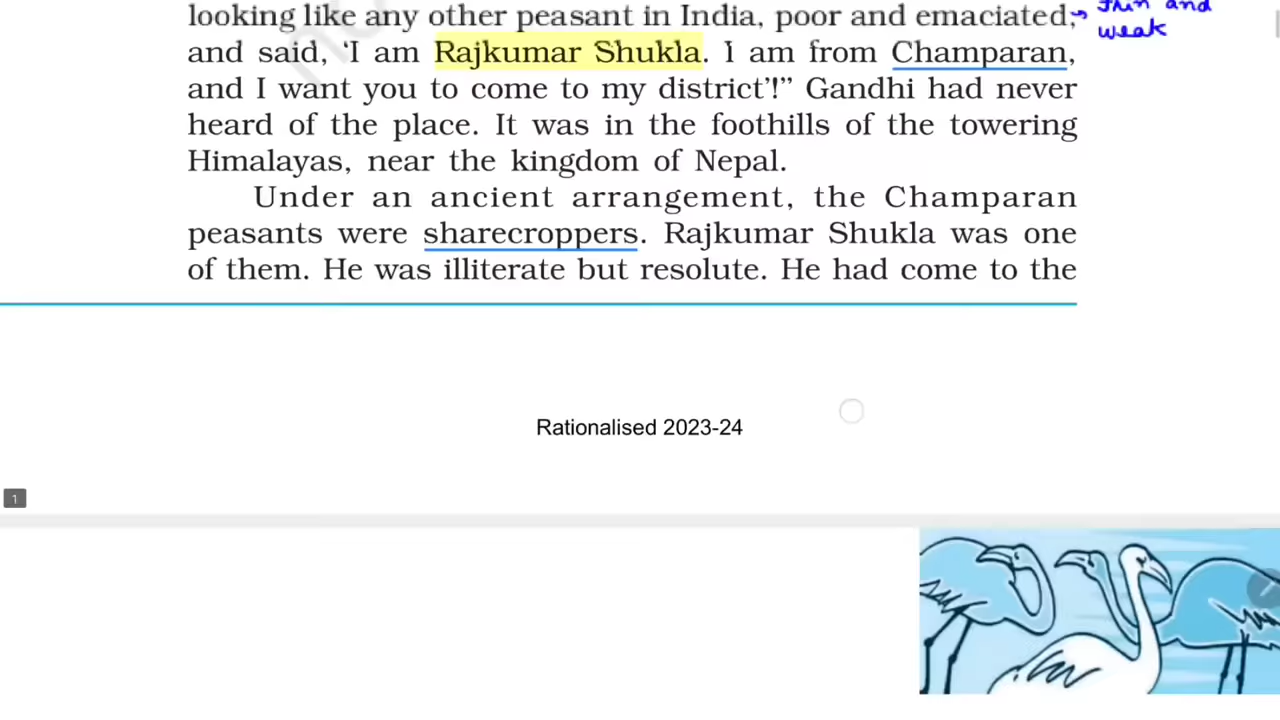 looking like any other peasant in India, poor and emaciated,
thin and
weak
and said, ‘I am Rajkumar Shukla. I am from Champaran,
and I want you to come to my district’!” Gandhi had never
heard of the place. It was in the foothills of the towering
Himalayas, near the kingdom of Nepal.
Under an ancient arrangement, the Champaran
peasants were sharecroppers. Rajkumar Shukla was one
of them. He was illiterate but resolute. He had come to the
Rationalised 2023-24
1